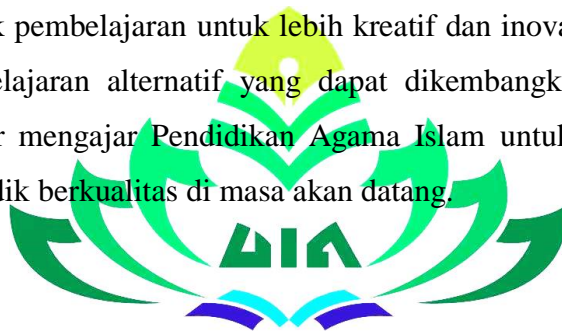 k pembelajaran untuk lebih kreatif dan inova
elajaran alternatif yang dapat dikembangk
r mengajar Pendidikan Agama Islam untuk
dik berkualitas di masa akan datang.
UIN